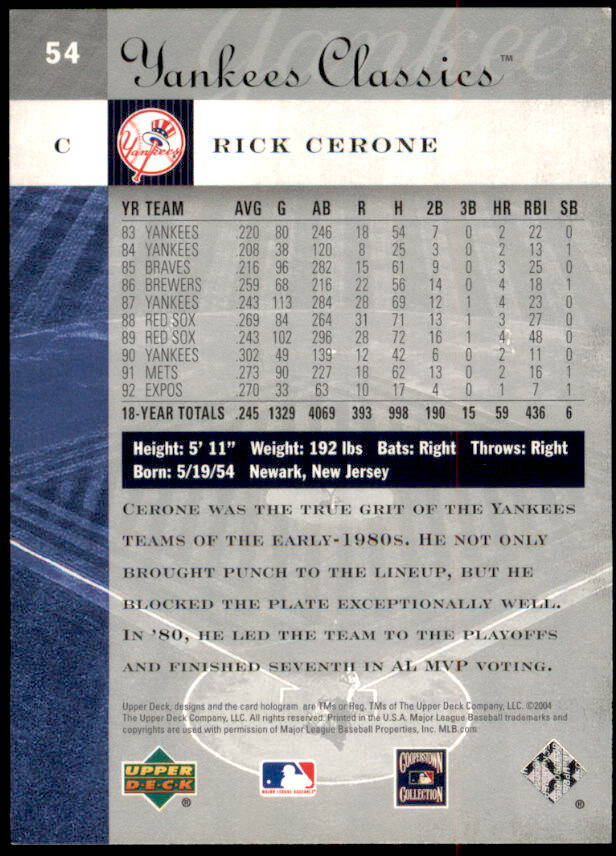 54
Yankees Classics™
C
Yankees
RICK CERONE
YR TEAM AVG G AB R H 2B 3B HR RBI SB
83 YANKEES .220 80 246 18 54 7 0 2 22 0
84 YANKEES .208 38 120 8 25 3 0 2 13 1
85 BRAVES .216 96 282 15 61 9 0 3 25 0
86 BREWERS .259 68 216 22 56 14 0 4 18 1
87 YANKEES .243 113 284 28 69 12 1 4 23 0
88 RED SOX .269 84 264 31 71 13 1 3 27 0
89 RED SOX .243 102 296 28 72 16 1 4 48 0
90 YANKEES .302 49 139 12 42 6 0 2 11 0
91 METS .273 90 227 18 62 13 0 2 16 1
92 EXPOS .270 33 63 10 17 4 0 1 7 1
18-YEAR TOTALS .245 1329 4069 393 998 190 15 59 436 6
Height: 5' 11" Weight: 192 lbs Bats: Right Throws: Right
Born: 5/19/54 Newark, New Jersey
CERONE WAS THE TRUE GRIT OF THE YANKEES
TEAMS OF THE EARLY-1980S. HE NOT ONLY
BROUGHT PUNCH TO THE LINEUP, BUT HE
BLOCKED THE PLATE EXCEPTIONALLY WELL.
IN '80, HE LED THE TEAM TO THE PLAYOFFS
AND FINISHED SEVENTH IN AL MVP VOTING.
Upper Deck, designs and the card hologram are TMs or Reg. TMs of The Upper Deck Company, LLC. ©2004
The Upper Deck Company, LLC. All rights reserved. Printed in the U.S.A. Major League Baseball trademarks and
copyrights are used with permission of Major League Baseball Properties, Inc. MLB.com
UPPER DECK ®
MAJOR LEAGUE BASEBALL
COOPERSTOWN COLLECTION
®